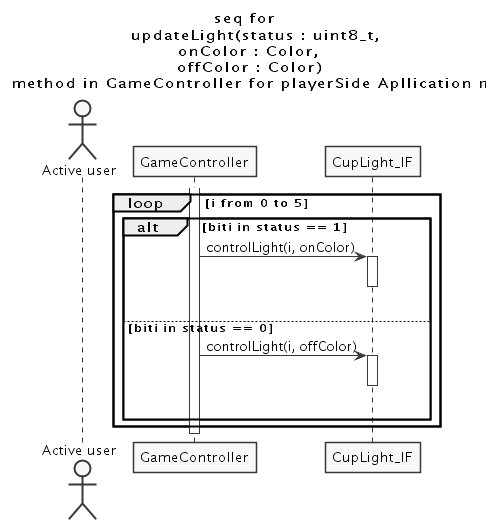 seq for
updateLight(status : uint8_t,
onColor : Color,
offColor : Color)
method in GameController for playerSide Apllication
Active user
GameController
CupLight_IF
loop [i from 0 to 5]
alt [biti in status == 1]
controlLight(i, onColor)
[biti in status == 0]
controlLight(i, offColor)
Active user
GameController
CupLight_IF